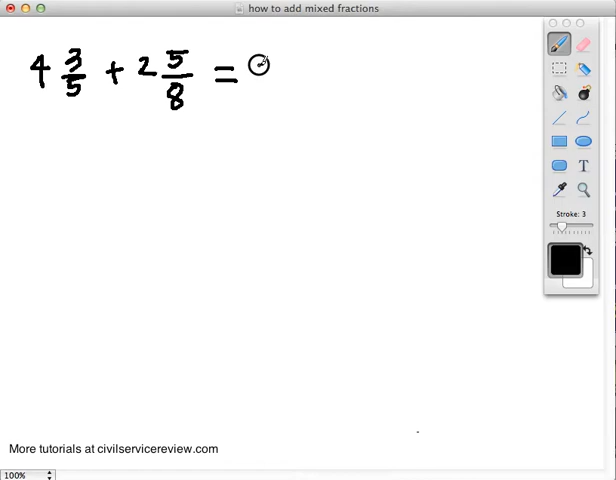 how to add mixed fractions
4 3/5 + 2 5/8 =
T
Stroke: 3
More tutorials at civilservicereview.com
100%